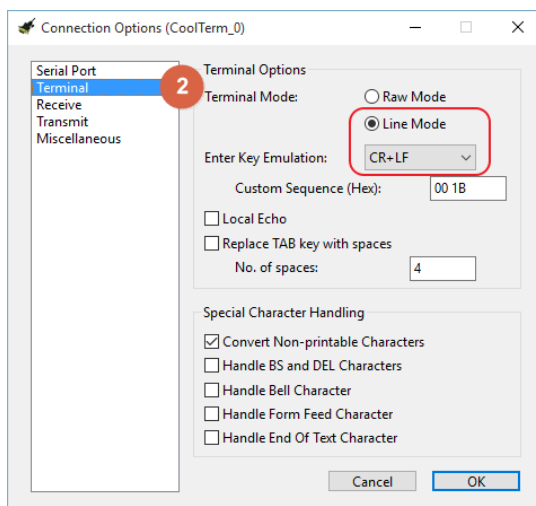 Connection Options (CoolTerm_0)
Serial Port
Terminal
Receive
Transmit
Miscellaneous
2
Terminal Options
Terminal Mode:
Raw Mode
Line Mode
Enter Key Emulation:
CR+LF
Custom Sequence (Hex):
00 1B
Local Echo
Replace TAB key with spaces
No. of spaces:
4
Special Character Handling
Convert Non-printable Characters
Handle BS and DEL Characters
Handle Bell Character
Handle Form Feed Character
Handle End Of Text Character
Cancel
OK